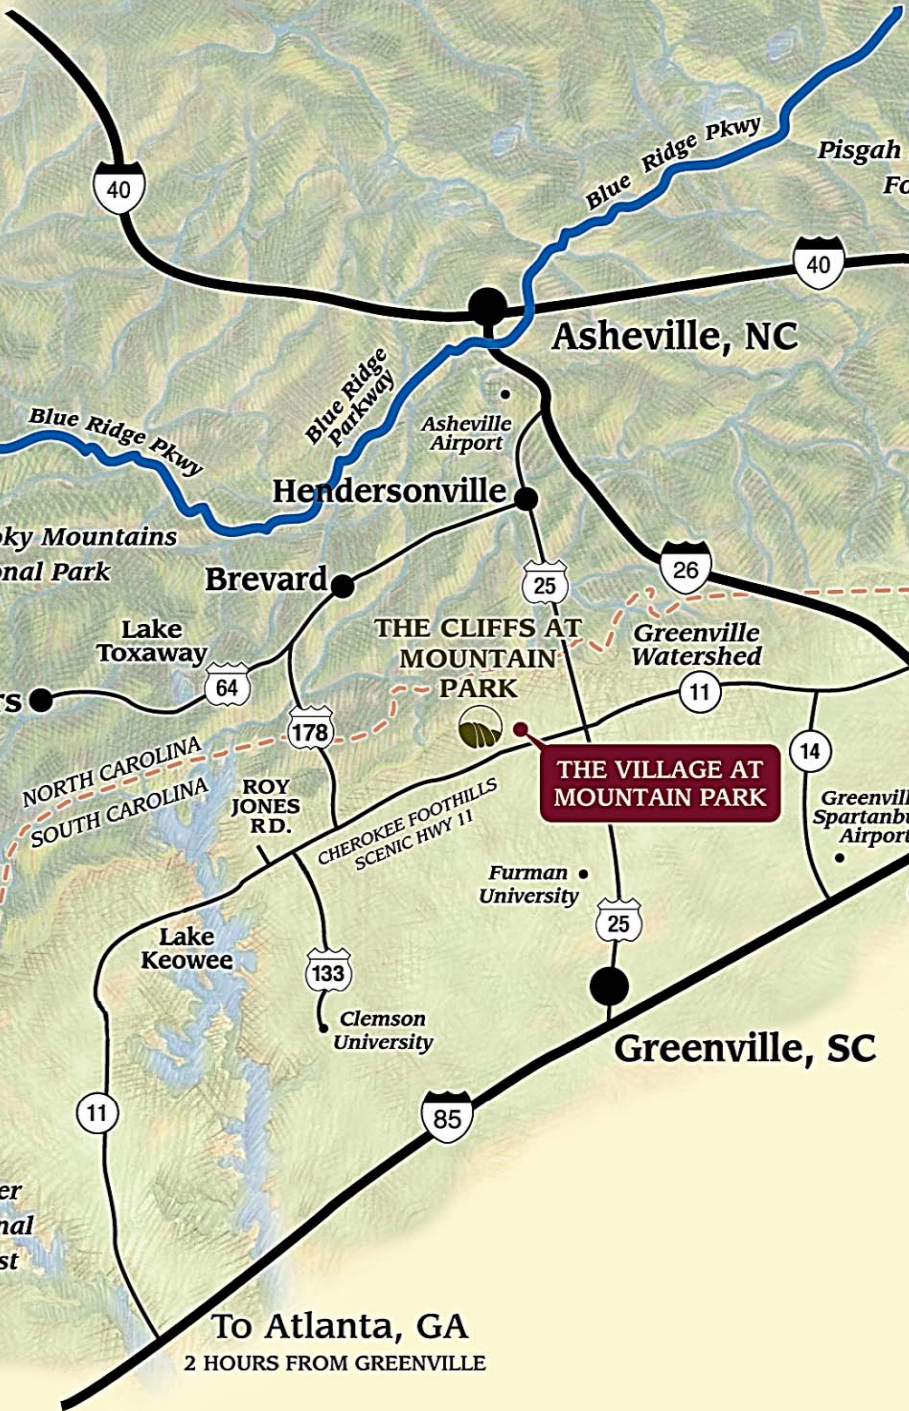 Blue Ridge Pkwy
Pisgah
40
40
Asheville, NC
Blue Ridge
Parkway
Asheville
Airport
Blue Ridge Pkwy
Hendersonville
oky Mountains
onal Park
26
25
Brevard
THE CLIFFS AT
MOUNTAIN
PARK
Greenville
Watershed
Lake
Toxaway
64
rs
11
178
14
NORTH CAROLINA
SOUTH CAROLINA
THE VILLAGE AT
MOUNTAIN PARK
ROY
JONES
RD.
CHEROKEE FOOTHILLS
SCENIC HWY 11
Greenvill
Spartanbu
Airport
Furman
University
25
Lake
Keowee
133
Clemson
University
Greenville, SC
11
85
er
nal
st
To Atlanta, GA
2 HOURS FROM GREENVILLE